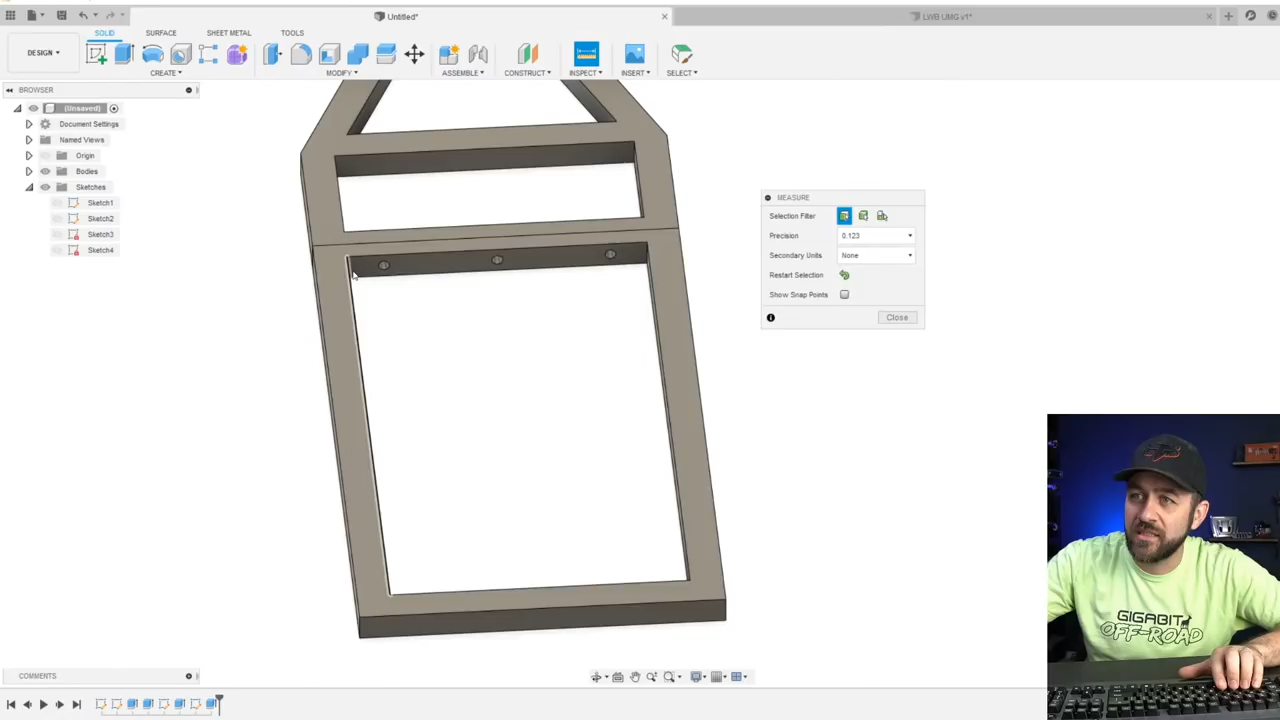 Untitled*
LWB UMG v1*
SOLID
SURFACE
SHEET METAL
TOOLS
DESIGN
CREATE
MODIFY
ASSEMBLE
CONSTRUCT
INSPECT
INSERT
SELECT
BROWSER
(Unsaved)
Document Settings
Named Views
Origin
Bodies
Sketches
Sketch1
Sketch2
Sketch3
Sketch4
MEASURE
Selection Filter
Precision
0.123
Secondary Units
None
Restart Selection
Show Snap Points
Close
GIGABIT
OFF-ROAD
COMMENTS